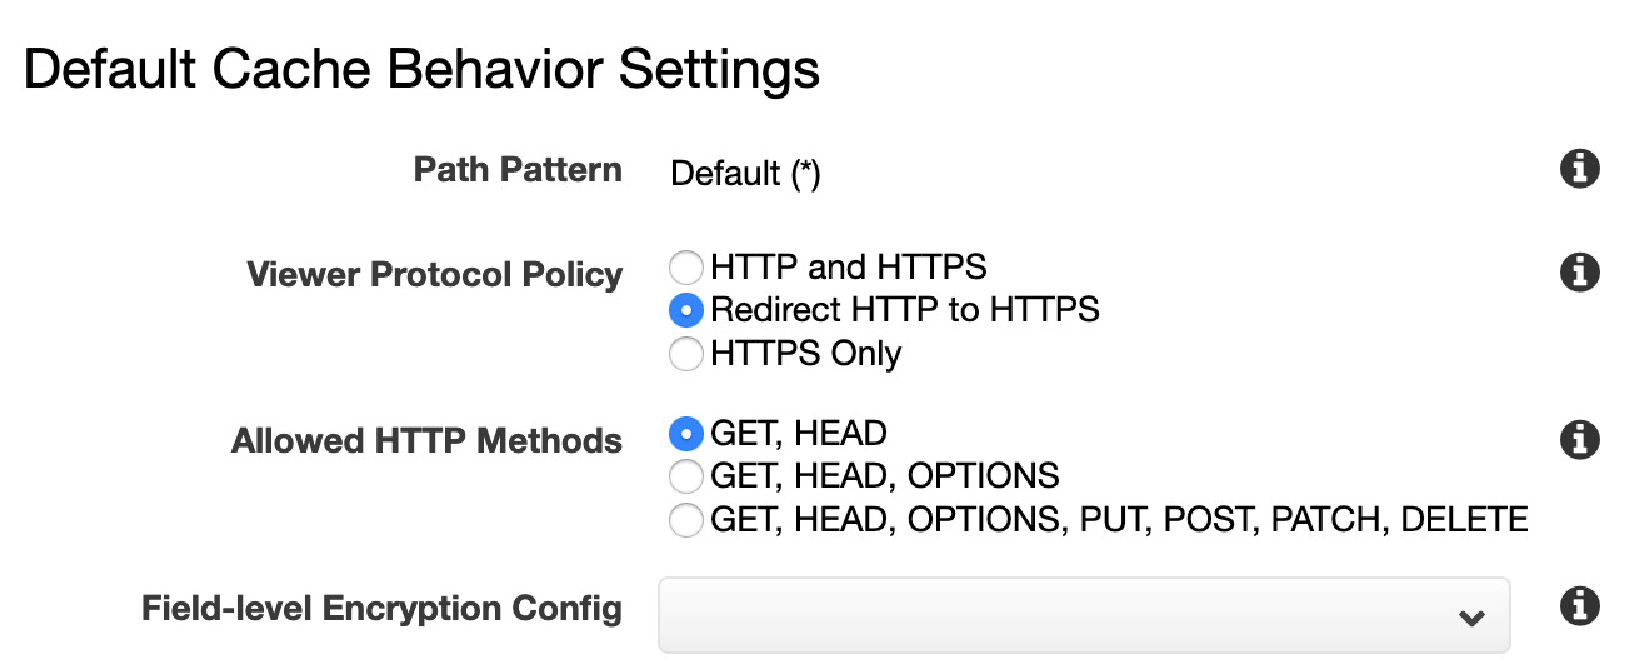 Default Cache Behavior Settings
Path Pattern Default (*)
Viewer Protocol Policy HTTP and HTTPS
Redirect HTTP to HTTPS
HTTPS Only
Allowed HTTP Methods GET, HEAD
GET, HEAD, OPTIONS
GET, HEAD, OPTIONS, PUT, POST, PATCH, DELETE
Field-level Encryption Config